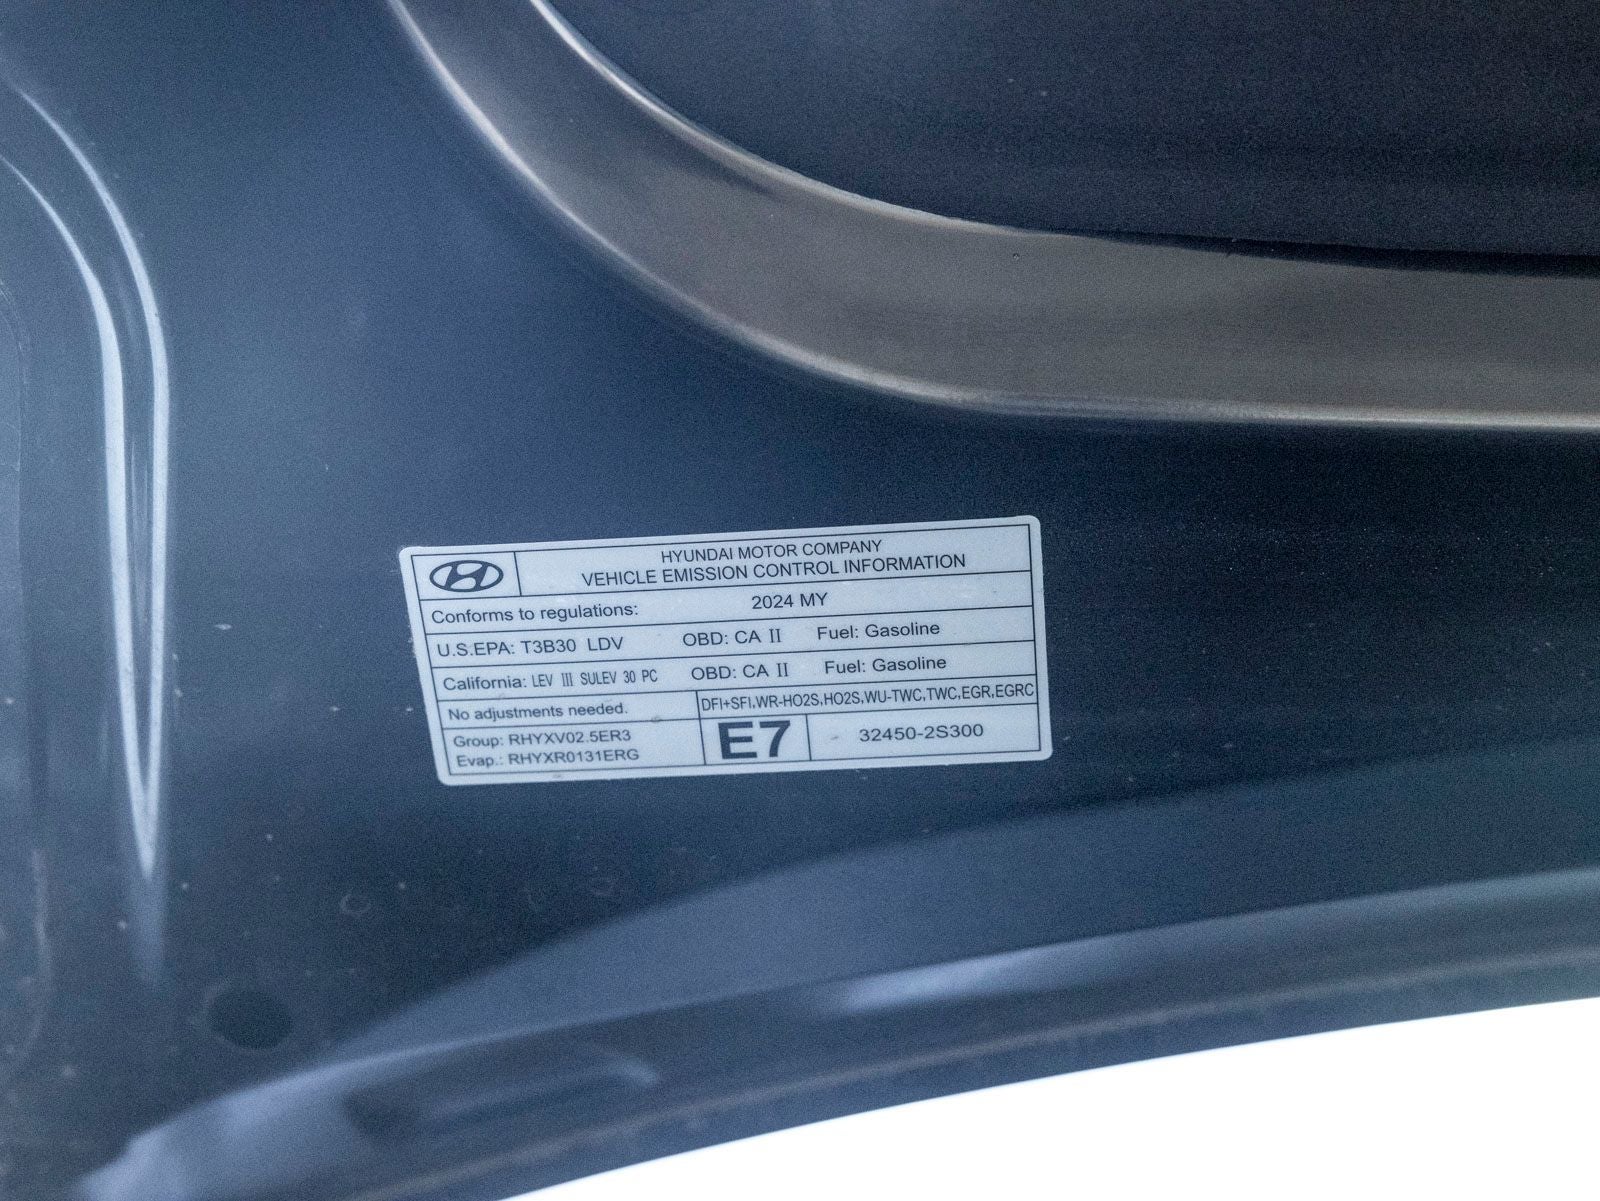 HYUNDAI MOTOR COMPANY
VEHICLE EMISSION CONTROL INFORMATION
Conforms to regulations: 2024 MY
U.S.EPA: T3B30 LDV OBD: CA II Fuel: Gasoline
California: LEV III SULEV 30 PC OBD: CA II Fuel: Gasoline
No adjustments needed. DFI+SFI,WR-HO2S,HO2S,WU-TWC,TWC,EGR,EGRC
Group: RHYXV02.5ER3
Evap.: RHYXR0131ERG
E7 32450-2S300